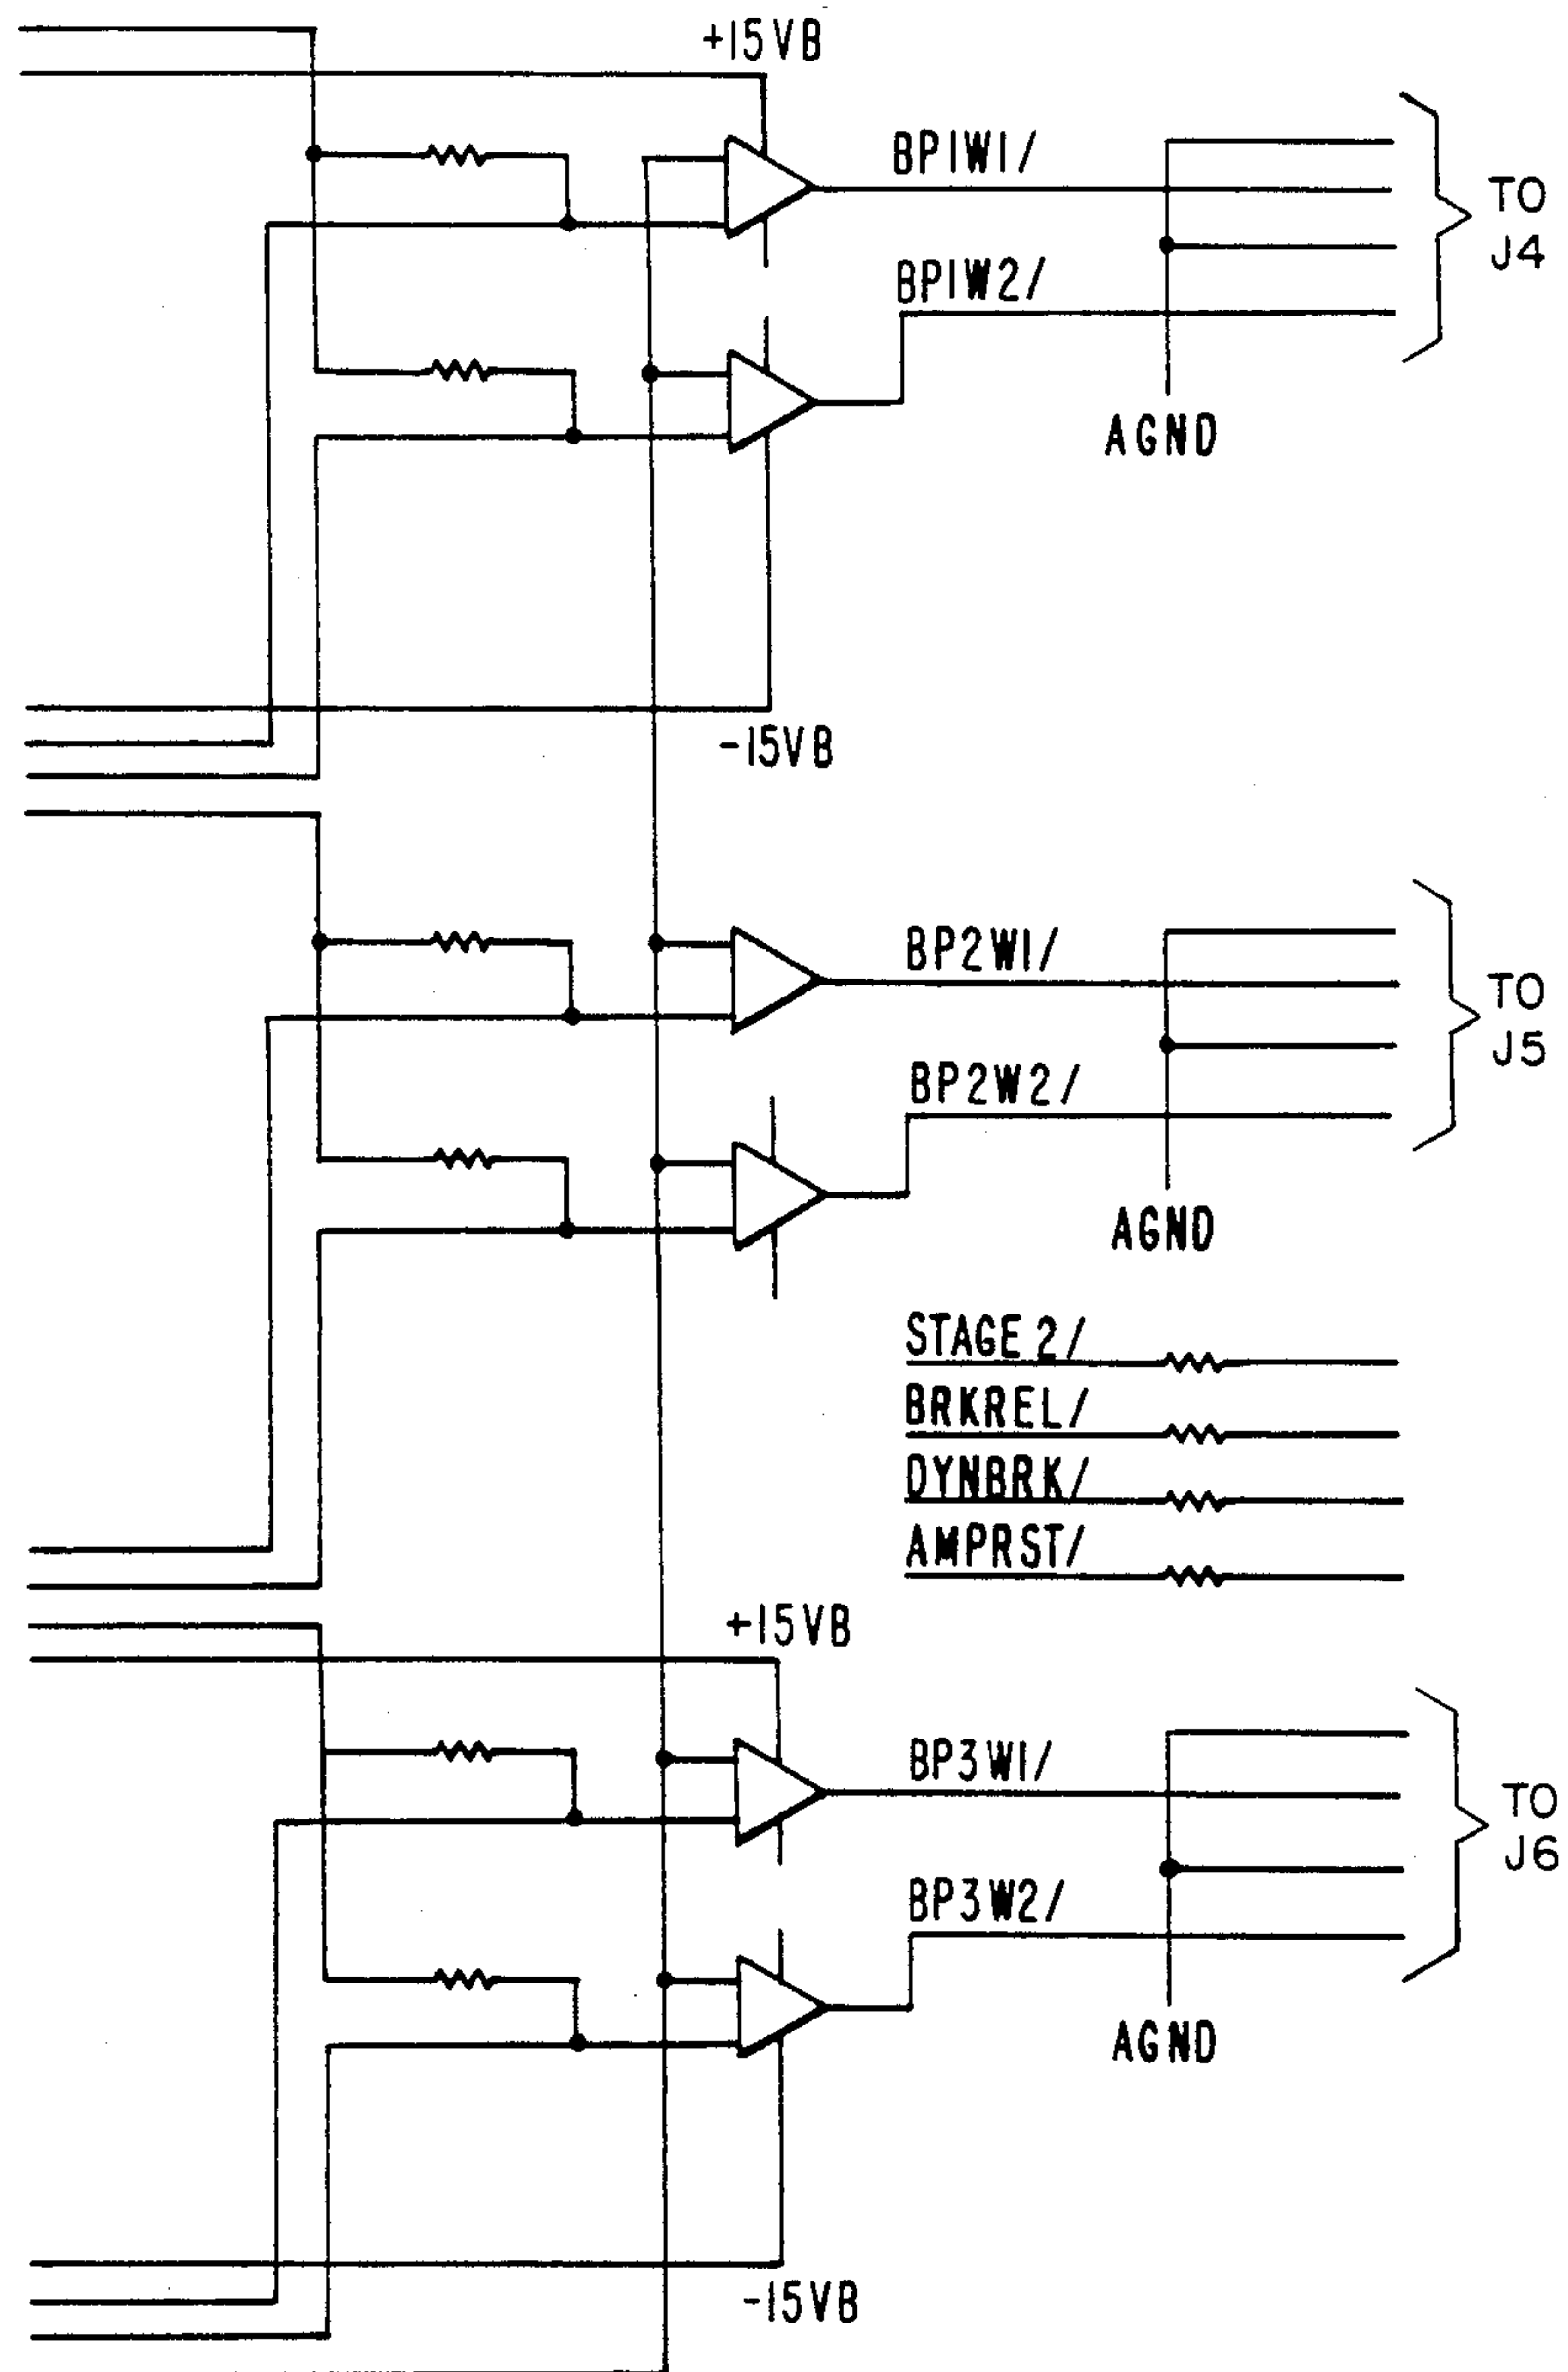 +15VB
BP1W1/
TO
J4
BP1W2/
AGND
-15VB
BP2W1/
TO
J5
BP2W2/
AGND
STAGE 2/
BRKREL/
DYNBRK/
AMPRST/
+15VB
BP3W1/
TO
J6
BP3W2/
AGND
-15VB